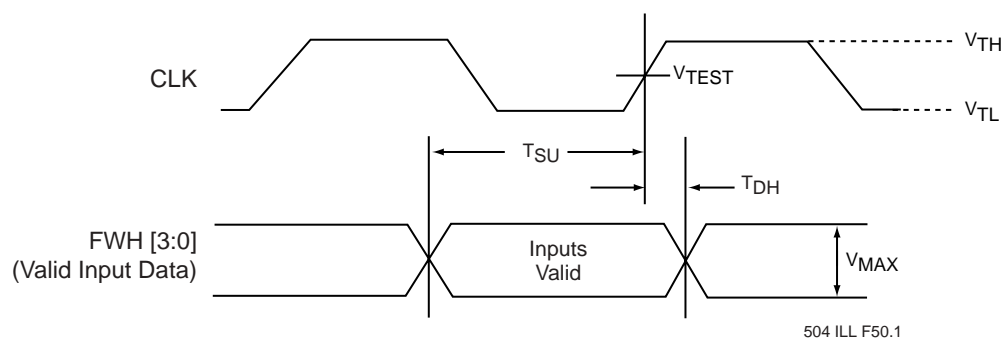 VTH
CLK
VTEST
VTL
TSU
TDH
FWH [3:0]
(Valid Input Data)
Inputs
Valid
VMAX
504 ILL F50.1